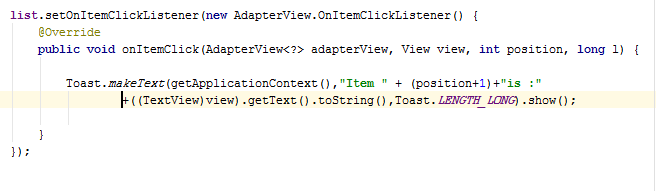 list.setOnItemClickListener(new AdapterView.OnItemClickListener() {
@Override
public void onItemClick(AdapterView<?> adapterView, View view, int position, long l) {
Toast.makeText(getApplicationContext(),"Item " + (position+1)+"is :"
+((TextView)view).getText().toString(),Toast.LENGTH_LONG).show();
}
});